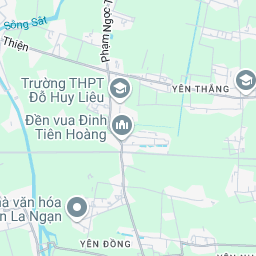 Sông Sắt
Thiện
Phạm Ngọc
Trường THPT
Đỗ Huy Liêu
YÊN THẮNG
Đền vua Đinh
Tiên Hoàng
văn hóa
La Ngạn
YÊN ĐỒNG